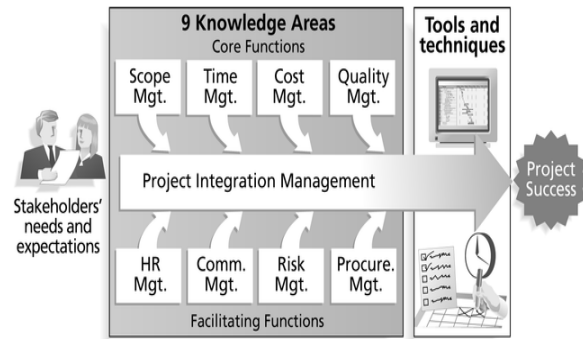 9 Knowledge Areas
Core Functions
Scope
Mgt.
Time
Mgt.
Cost
Mgt.
Quality
Mgt.
Tools and
techniques
Stakeholders'
needs and
expectations
Project Integration Management
Project
Success
HR
Mgt.
Comm.
Mgt.
Risk
Mgt.
Procure.
Mgt.
Facilitating Functions